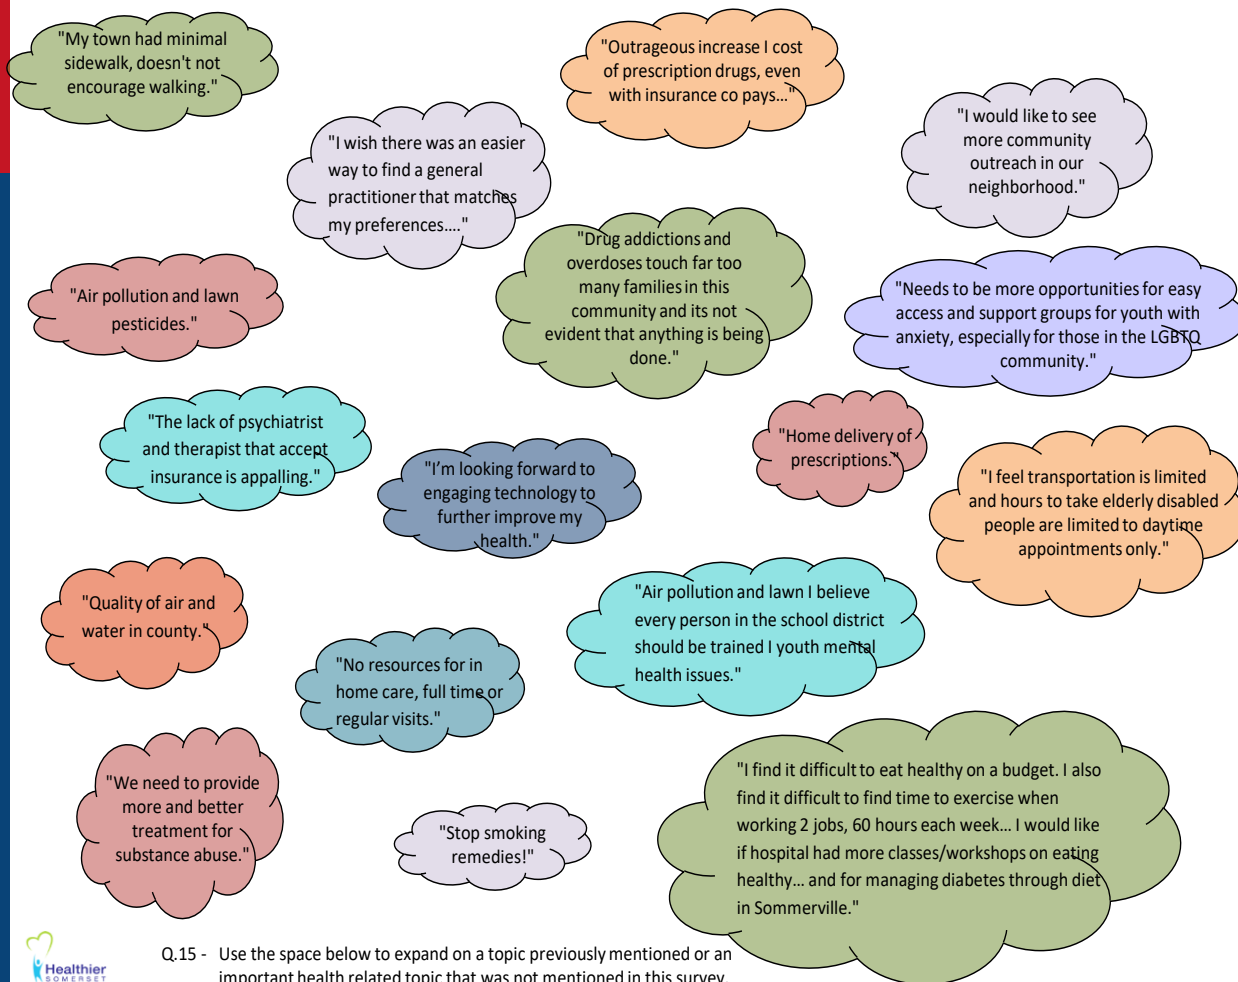 "My town had minimal
sidewalk, doesn't not
encourage walking."
"Outrageous increase I cost
of prescription drugs, even
with insurance co pays…"
"I wish there was an easier
way to find a general
practitioner that matches
my preferences…."
"I would like to see
more community
outreach in our
neighborhood."
"Drug addictions and
overdoses touch far too
many families in this
community and its not
evident that anything is being
done."
"Air pollution and lawn
pesticides."
"Needs to be more opportunities for easy
access and support groups for youth with
anxiety, especially for those in the LGBTQ
community."
"The lack of psychiatrist
and therapist that accept
insurance is appalling."
"I'm looking forward to
engaging technology to
further improve my
health."
"Home delivery of
prescriptions."
"I feel transportation is limited
and hours to take elderly disabled
people are limited to daytime
appointments only."
"Quality of air and
water in county."
"Air pollution and lawn I believe
every person in the school district
should be trained I youth mental
health issues."
"No resources for in
home care, full time or
regular visits."
"We need to provide
more and better
treatment for
substance abuse."
"Stop smoking
remedies!"
"I find it difficult to eat healthy on a budget. I also
find it difficult to find time to exercise when
working 2 jobs, 60 hours each week… I would like
if hospital had more classes/workshops on eating
healthy… and for managing diabetes through diet
in Sommerville."
Healthier
SOMERSET
Q.15 - Use the space below to expand on a topic previously mentioned or an
important health related topic that was not mentioned in this survey.